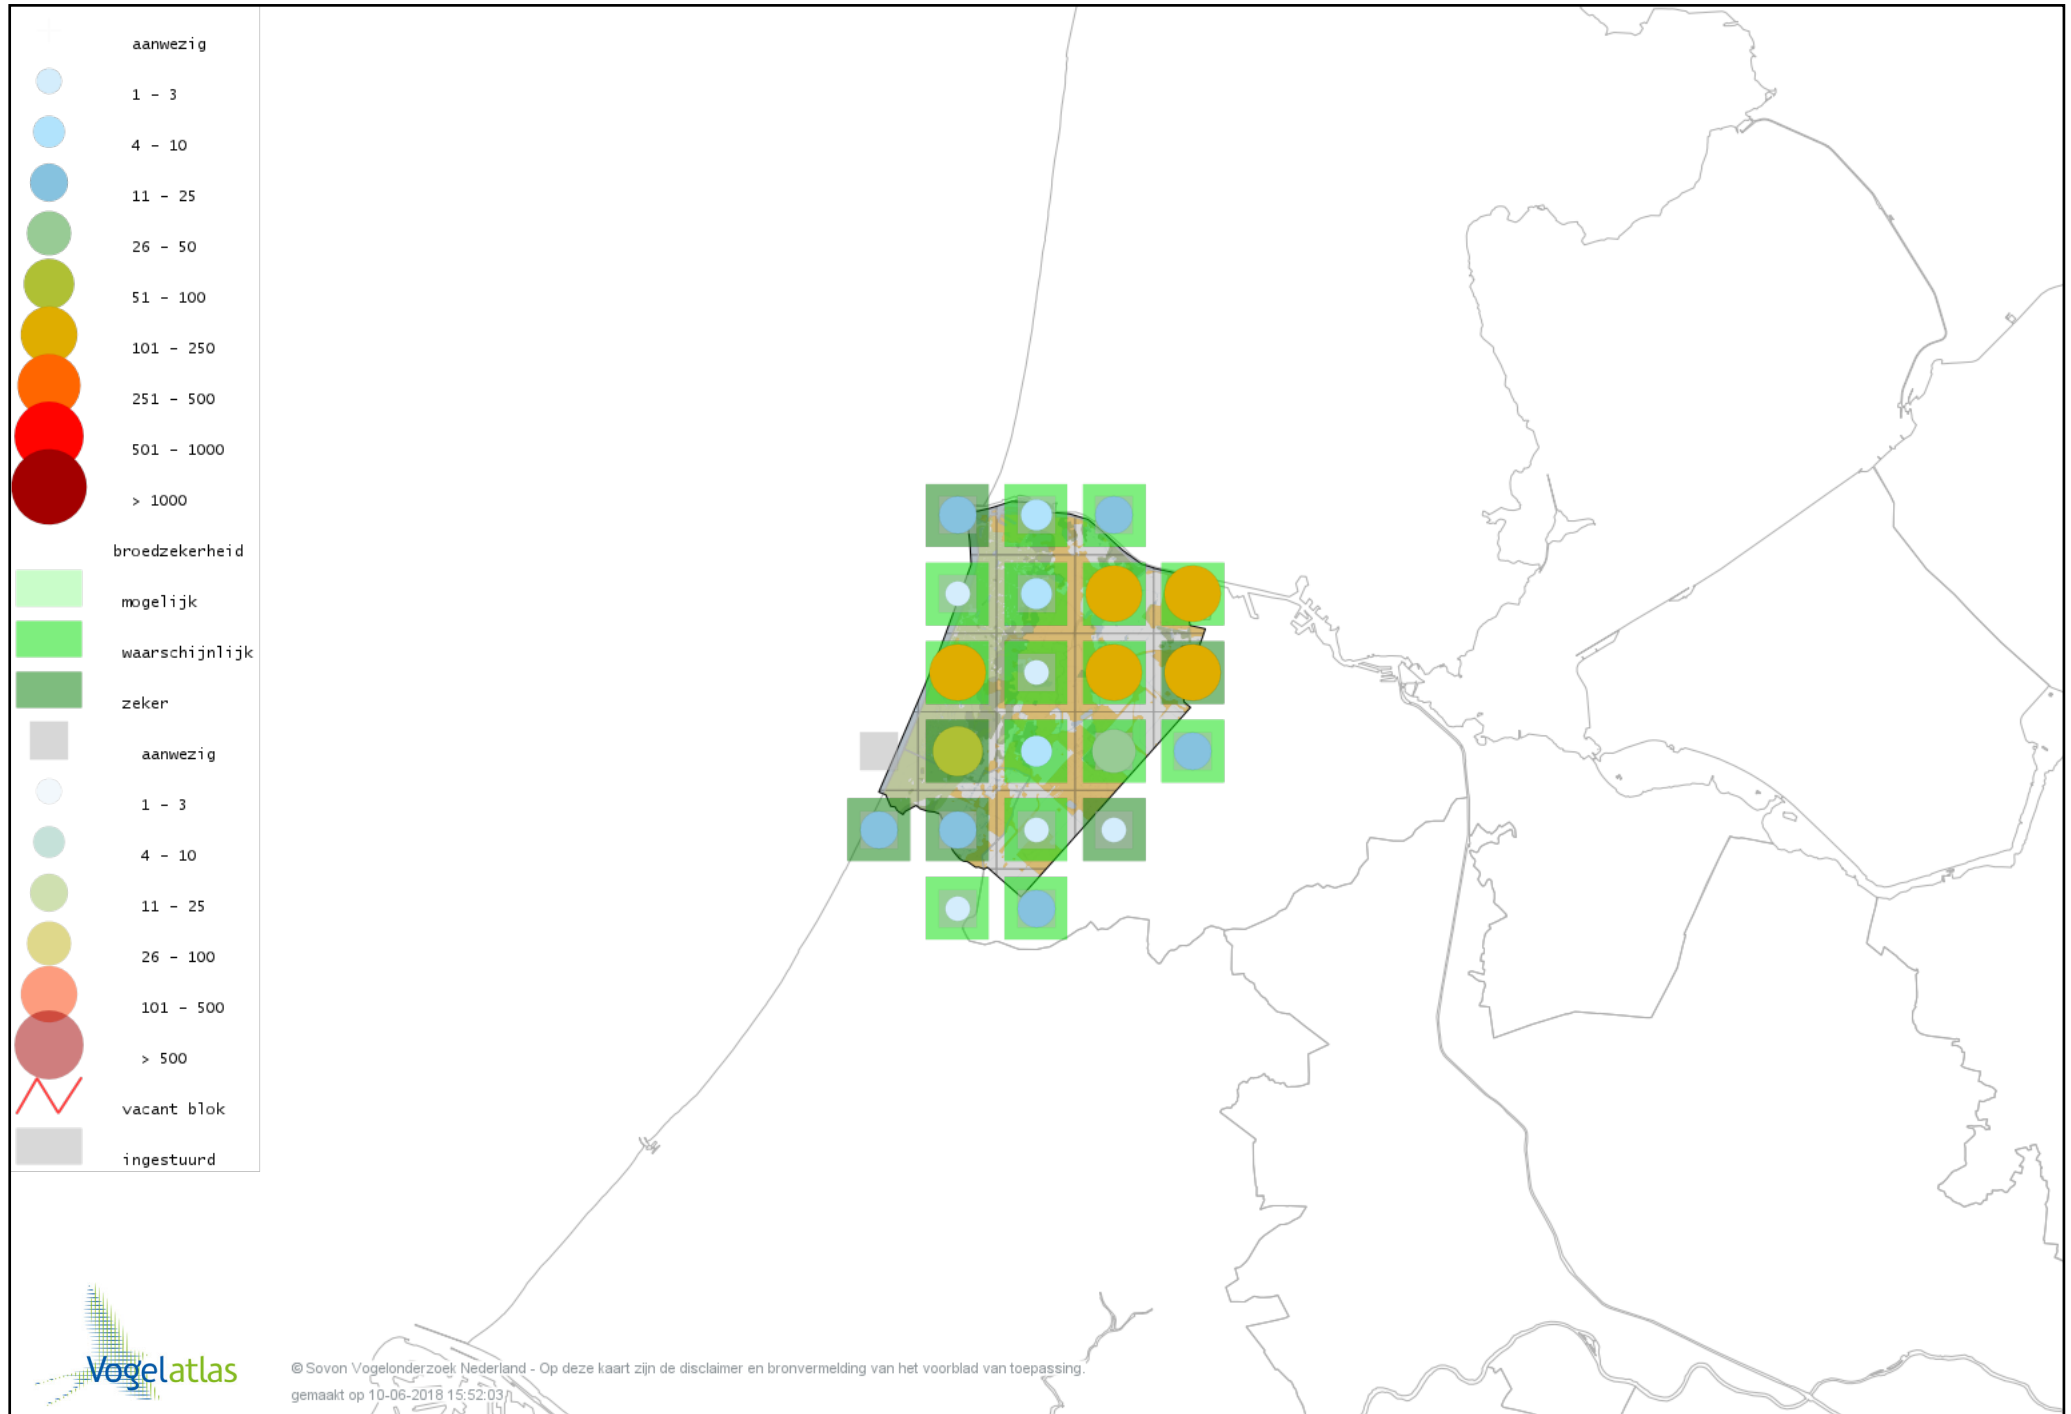 aanwezig
1 - 3
4 - 10
11 - 25
26 - 50
51 - 100
101 - 250
251 - 500
501 - 1000
> 1000
broedzekerheid
mogelijk
waarschijnlijk
zeker
aanwezig
1 - 3
4 - 10
11 - 25
26 - 100
101 - 500
> 500
vacant blok
ingestuurd
Vogelatlas
© Sovon Vogelonderzoek Nederland - Op deze kaart zijn de disclaimer en bronvermelding van het voorblad van toepassing.
gemaakt op 10-06-2018 15:52:03